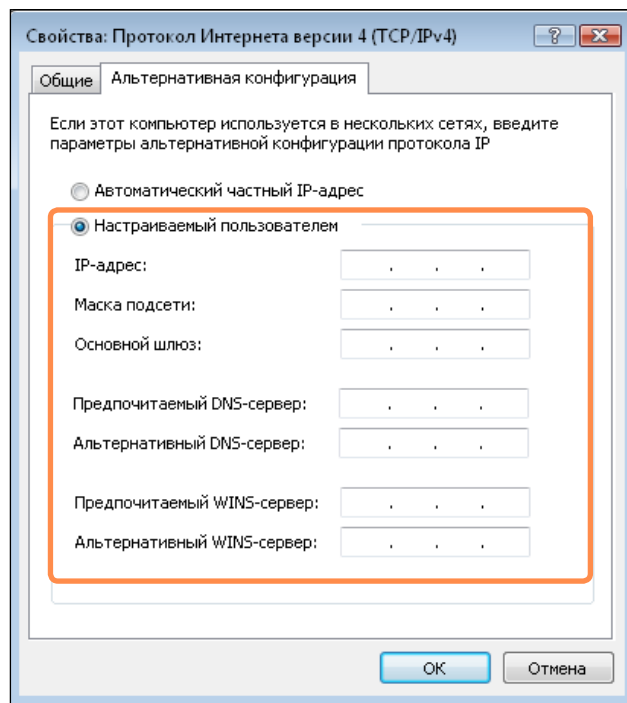 Свойства: Протокол Интернета версии 4 (TCP/IPv4)
Общие
Альтернативная конфигурация
Если этот компьютер используется в нескольких сетях, введите
параметры альтернативной конфигурации протокола IP
Автоматический частный IP-адрес
Настраиваемый пользователем
IP-адрес:
Маска подсети:
Основной шлюз:
Предпочитаемый DNS-сервер:
Альтернативный DNS-сервер:
Предпочитаемый WINS-сервер:
Альтернативный WINS-сервер:
ОК
Отмена